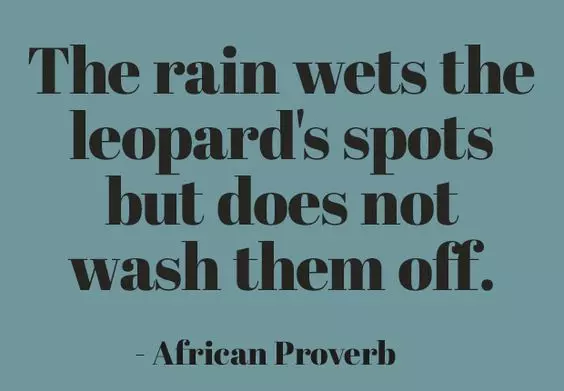 The rain wets the
leopard's spots
but does not
wash them off.
- African Proverb